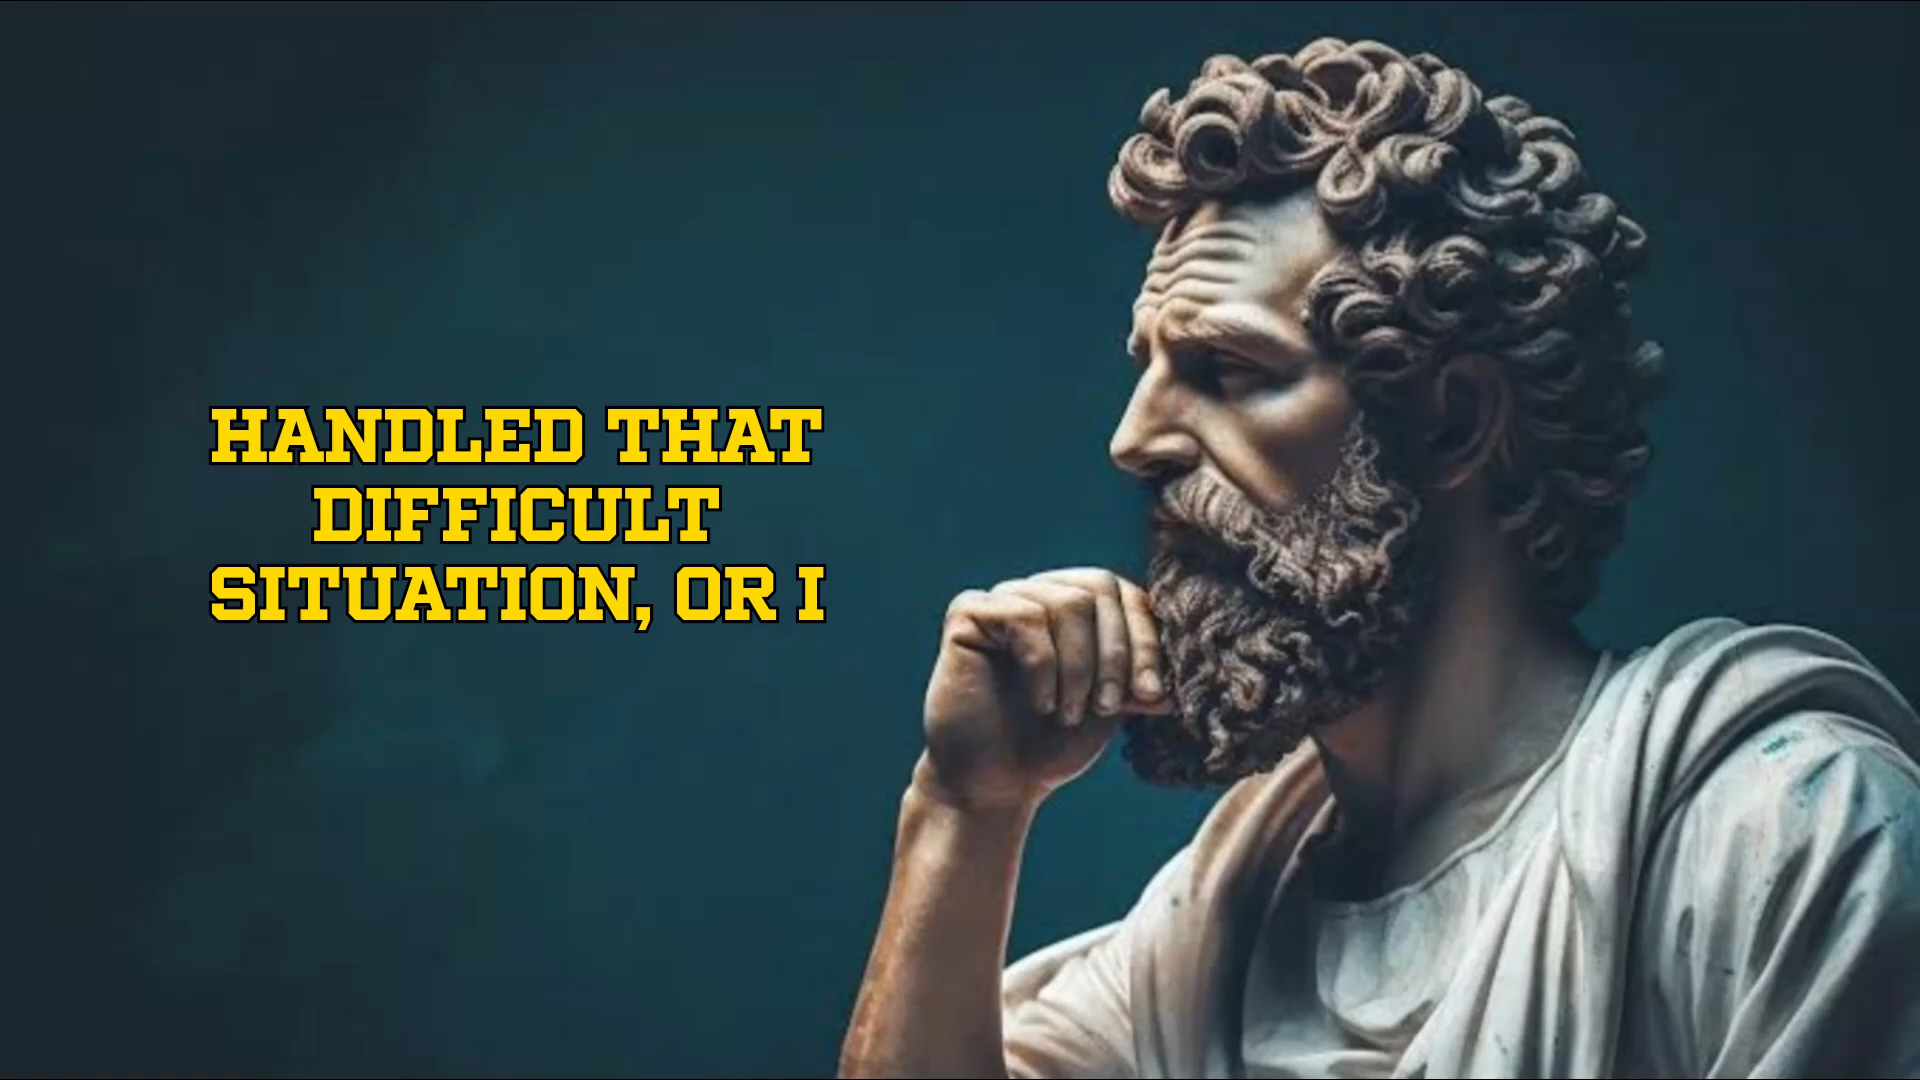 HANDLED THAT
DIFFICULT
SITUATION, OR I